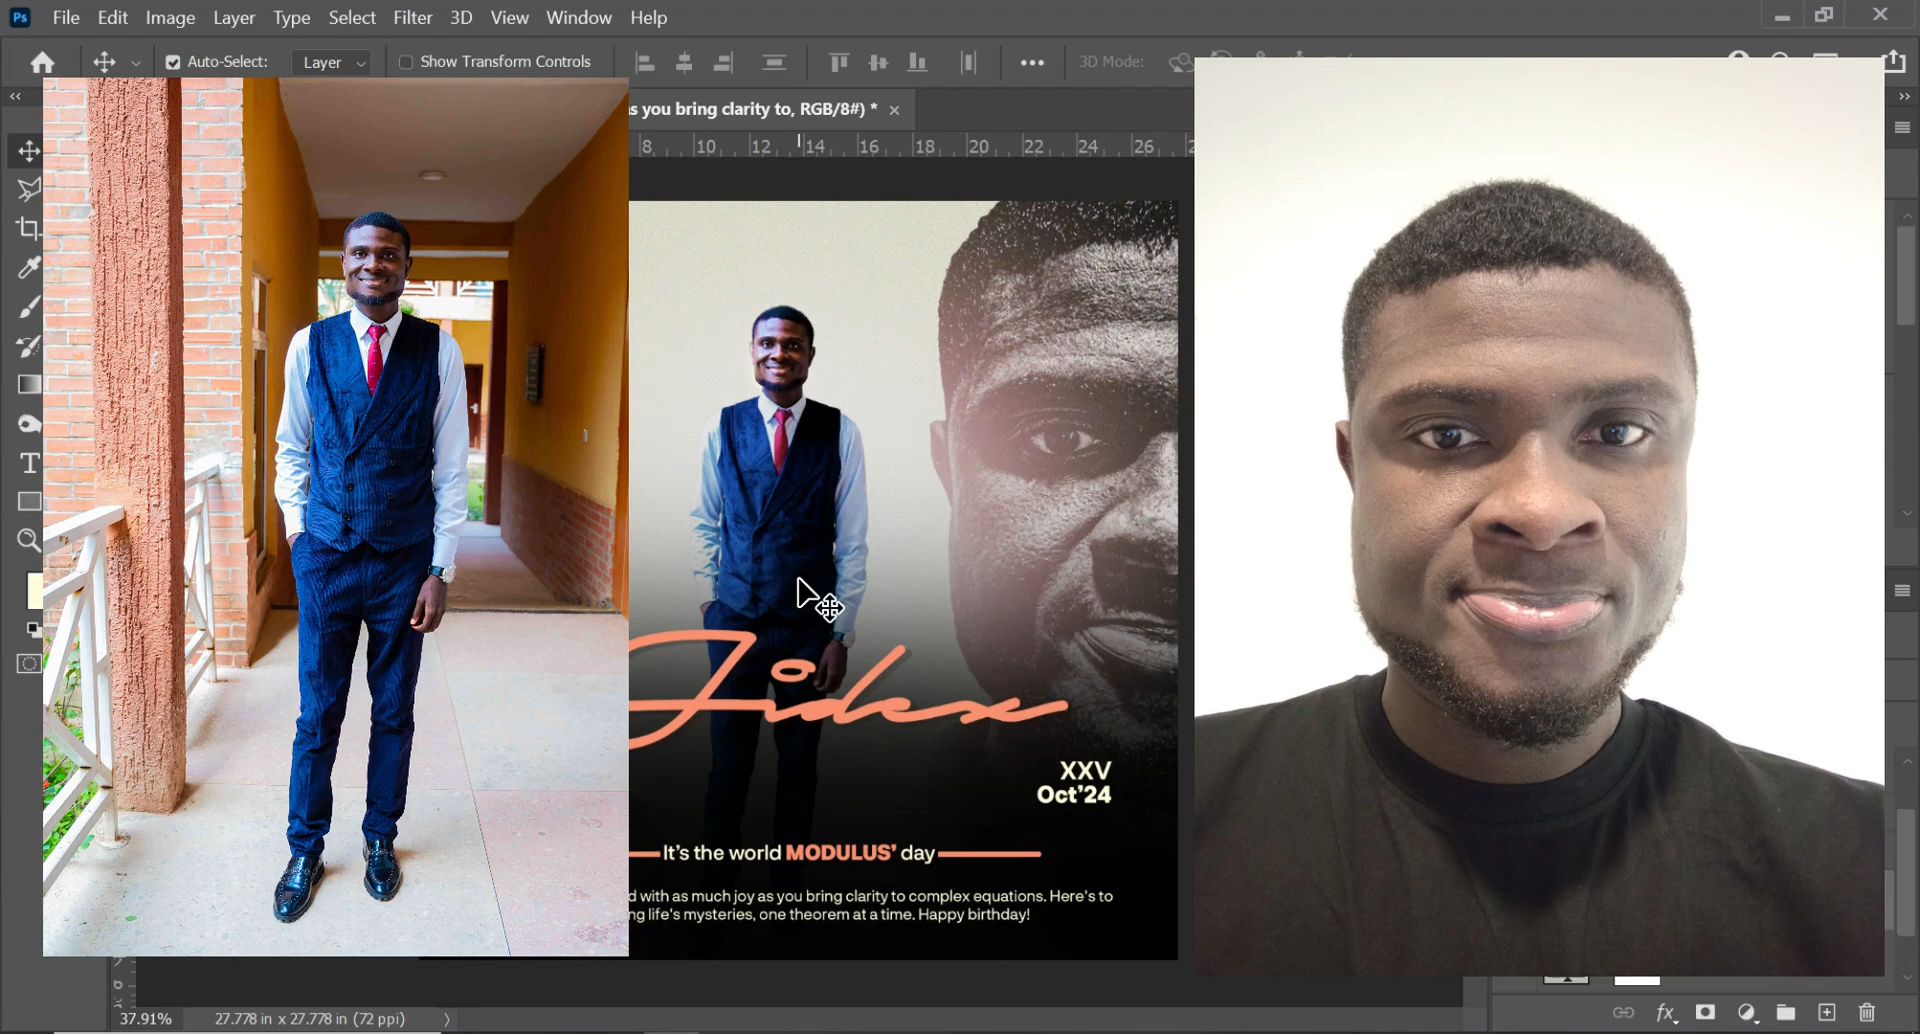 Ps File Edit Image Layer Type Select Filter 3D View Window Help
Auto-Select: Layer Show Transform Controls 3D Mode:
s you bring clarity to, RGB/8#) *
8 10 12 14 16 18 20 22 24 26
Jidex
XXV
Oct'24
It's the world MODULUS' day
d with as much joy as you bring clarity to complex equations. Here's to
ng life's mysteries, one theorem at a time. Happy birthday!
37.91% 27.778 in x 27.778 in (72 ppi)
fx